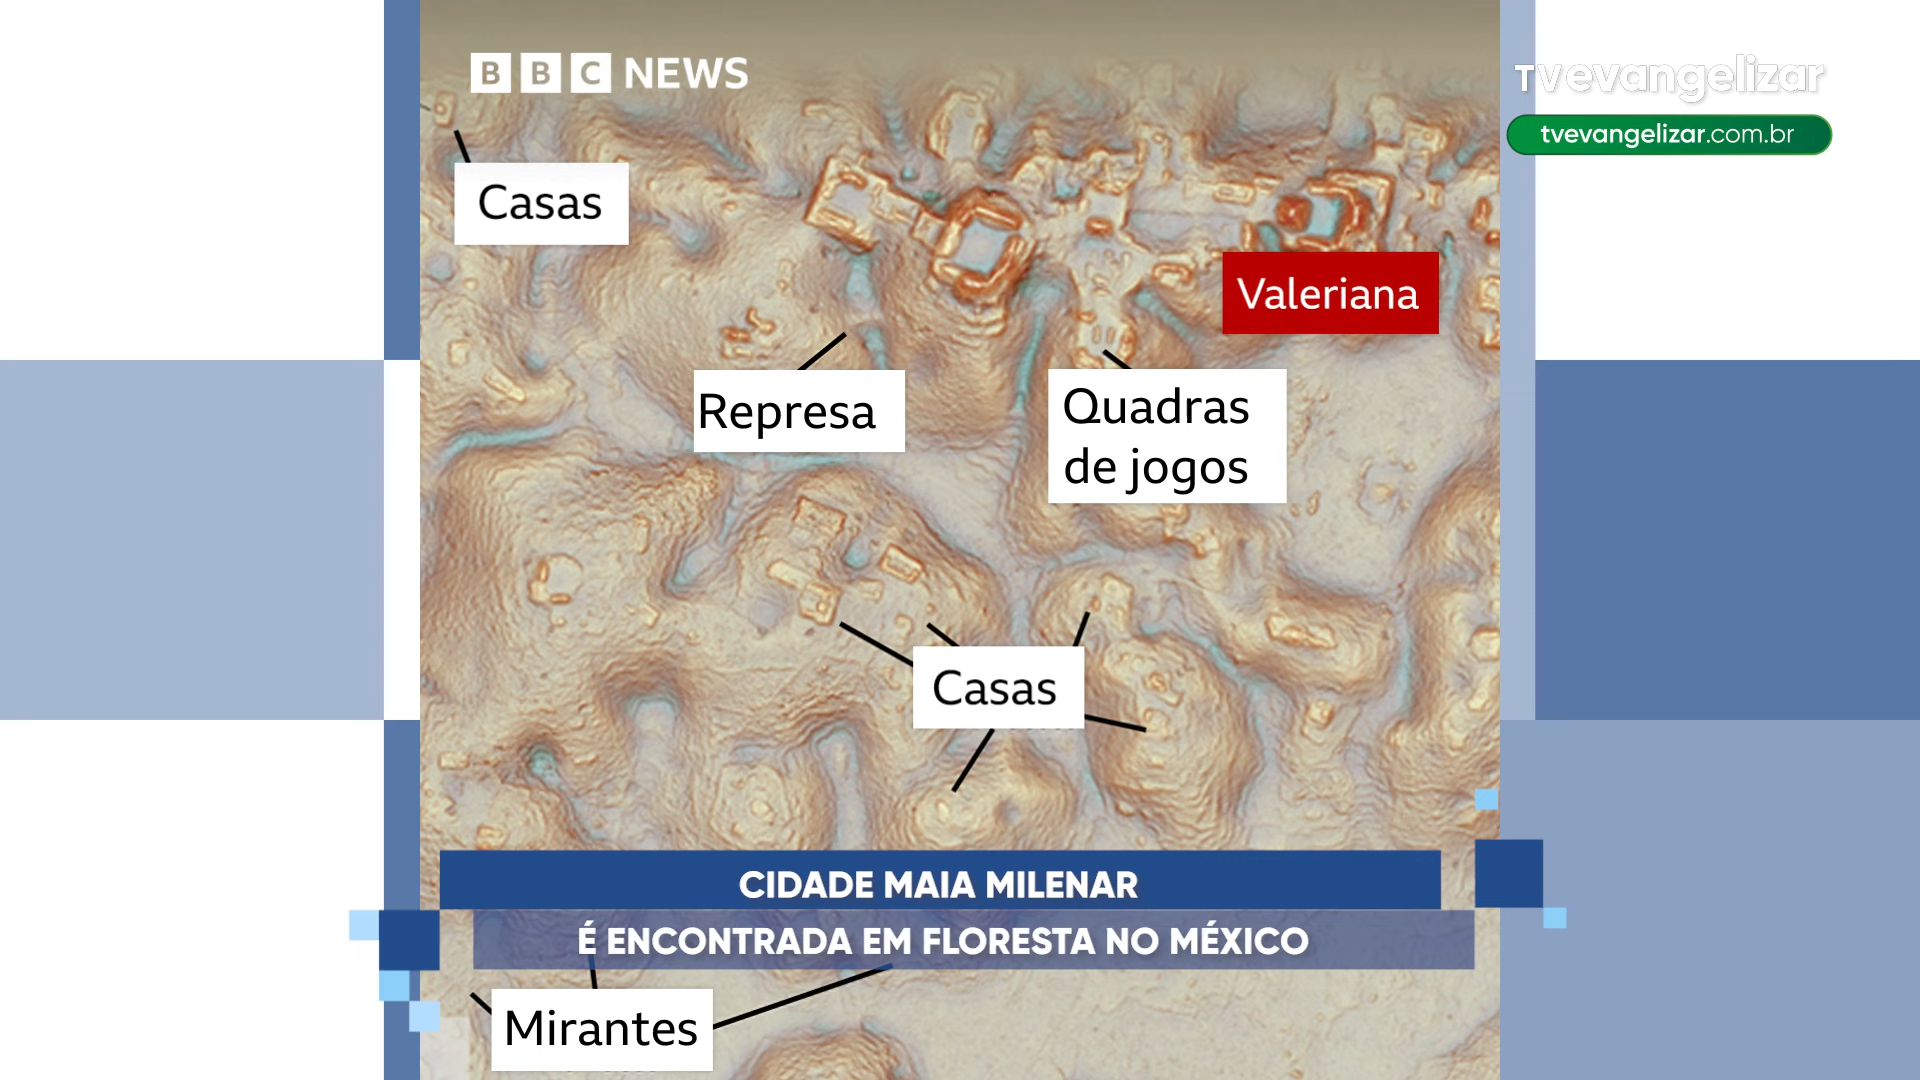 BBC NEWS
tvevangelizar
tvevangelizar.com.br
Casas
Valeriana
Represa
Quadras
de jogos
Casas
CIDADE MAIA MILENAR
É ENCONTRADA EM FLORESTA NO MÉXICO
Mirantes